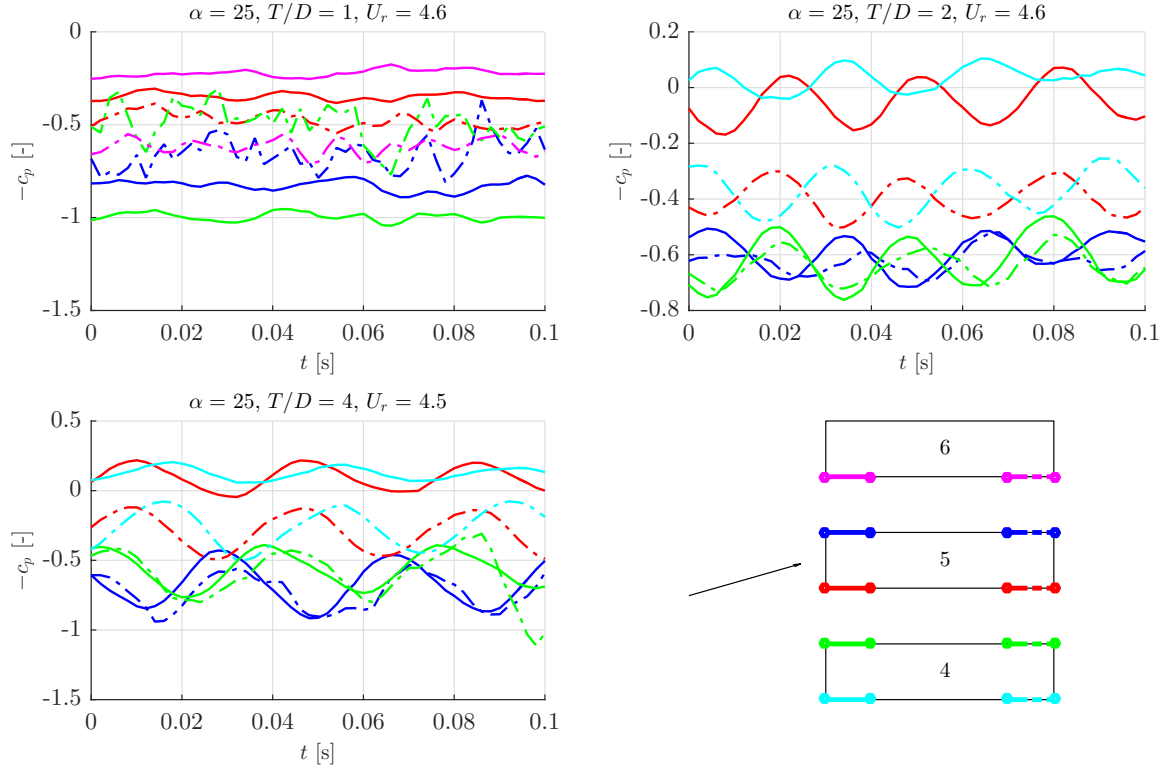 α = 25, T/D = 1, U_r = 4.6
0
-0.5
-1
-1.5
0 0.02 0.04 0.06 0.08 0.1
−c_p [-]
t [s]
α = 25, T/D = 2, U_r = 4.6
0.2
0
-0.2
-0.4
-0.6
-0.8
0 0.02 0.04 0.06 0.08 0.1
−c_p [-]
t [s]
α = 25, T/D = 4, U_r = 4.5
0.5
0
-0.5
-1
-1.5
0 0.02 0.04 0.06 0.08 0.1
−c_p [-]
t [s]
6
5
4